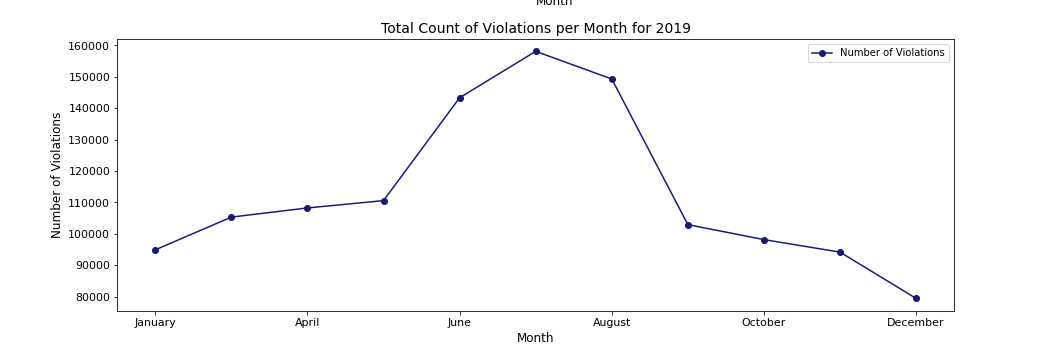 Month
Total Count of Violations per Month for 2019
Number of Violations
160000
150000
140000
130000
120000
110000
100000
90000
80000
Number of Violations
January April June August October December
Month